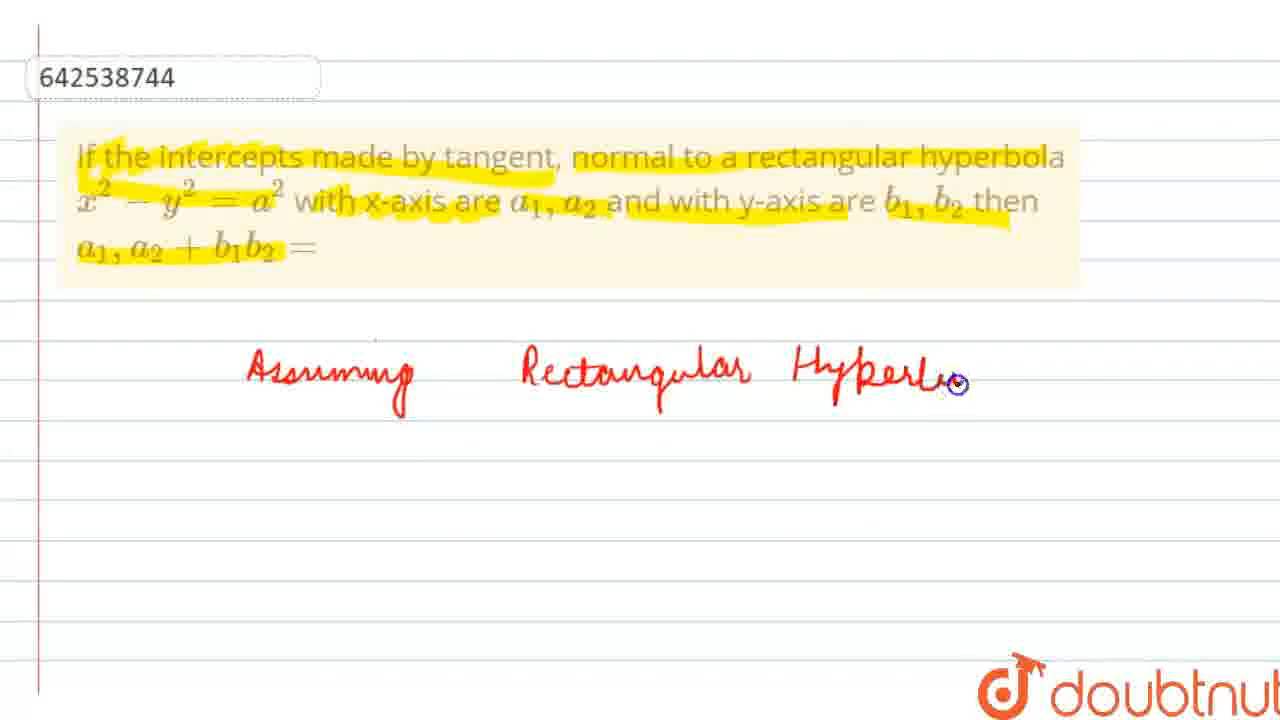 642538744
If the intercepts made by tangent, normal to a rectangular hyperbola
x² − y² = a² with x-axis are a₁, a₂ and with y-axis are b₁, b₂ then
a₁, a₂ + b₁b₂ =
Assuming Rectangular Hyperbo
doubtnut